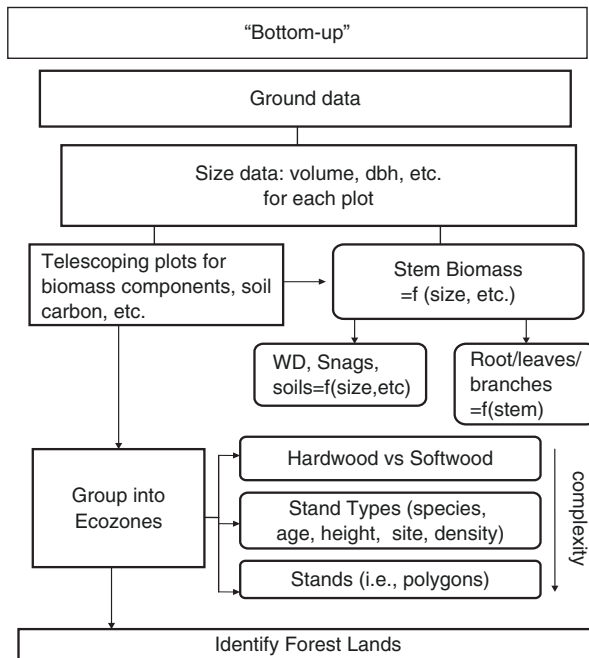 “Bottom-up”
Ground data
Size data: volume, dbh, etc.
for each plot
Telescoping plots for
biomass components, soil
carbon, etc.
Stem Biomass
=f (size, etc.)
WD, Snags,
soils=f(size,etc)
Root/leaves/
branches
=f(stem)
Group into
Ecozones
Hardwood vs Softwood
Stand Types (species,
age, height, site, density)
Stands (i.e., polygons)
complexity
Identify Forest Lands